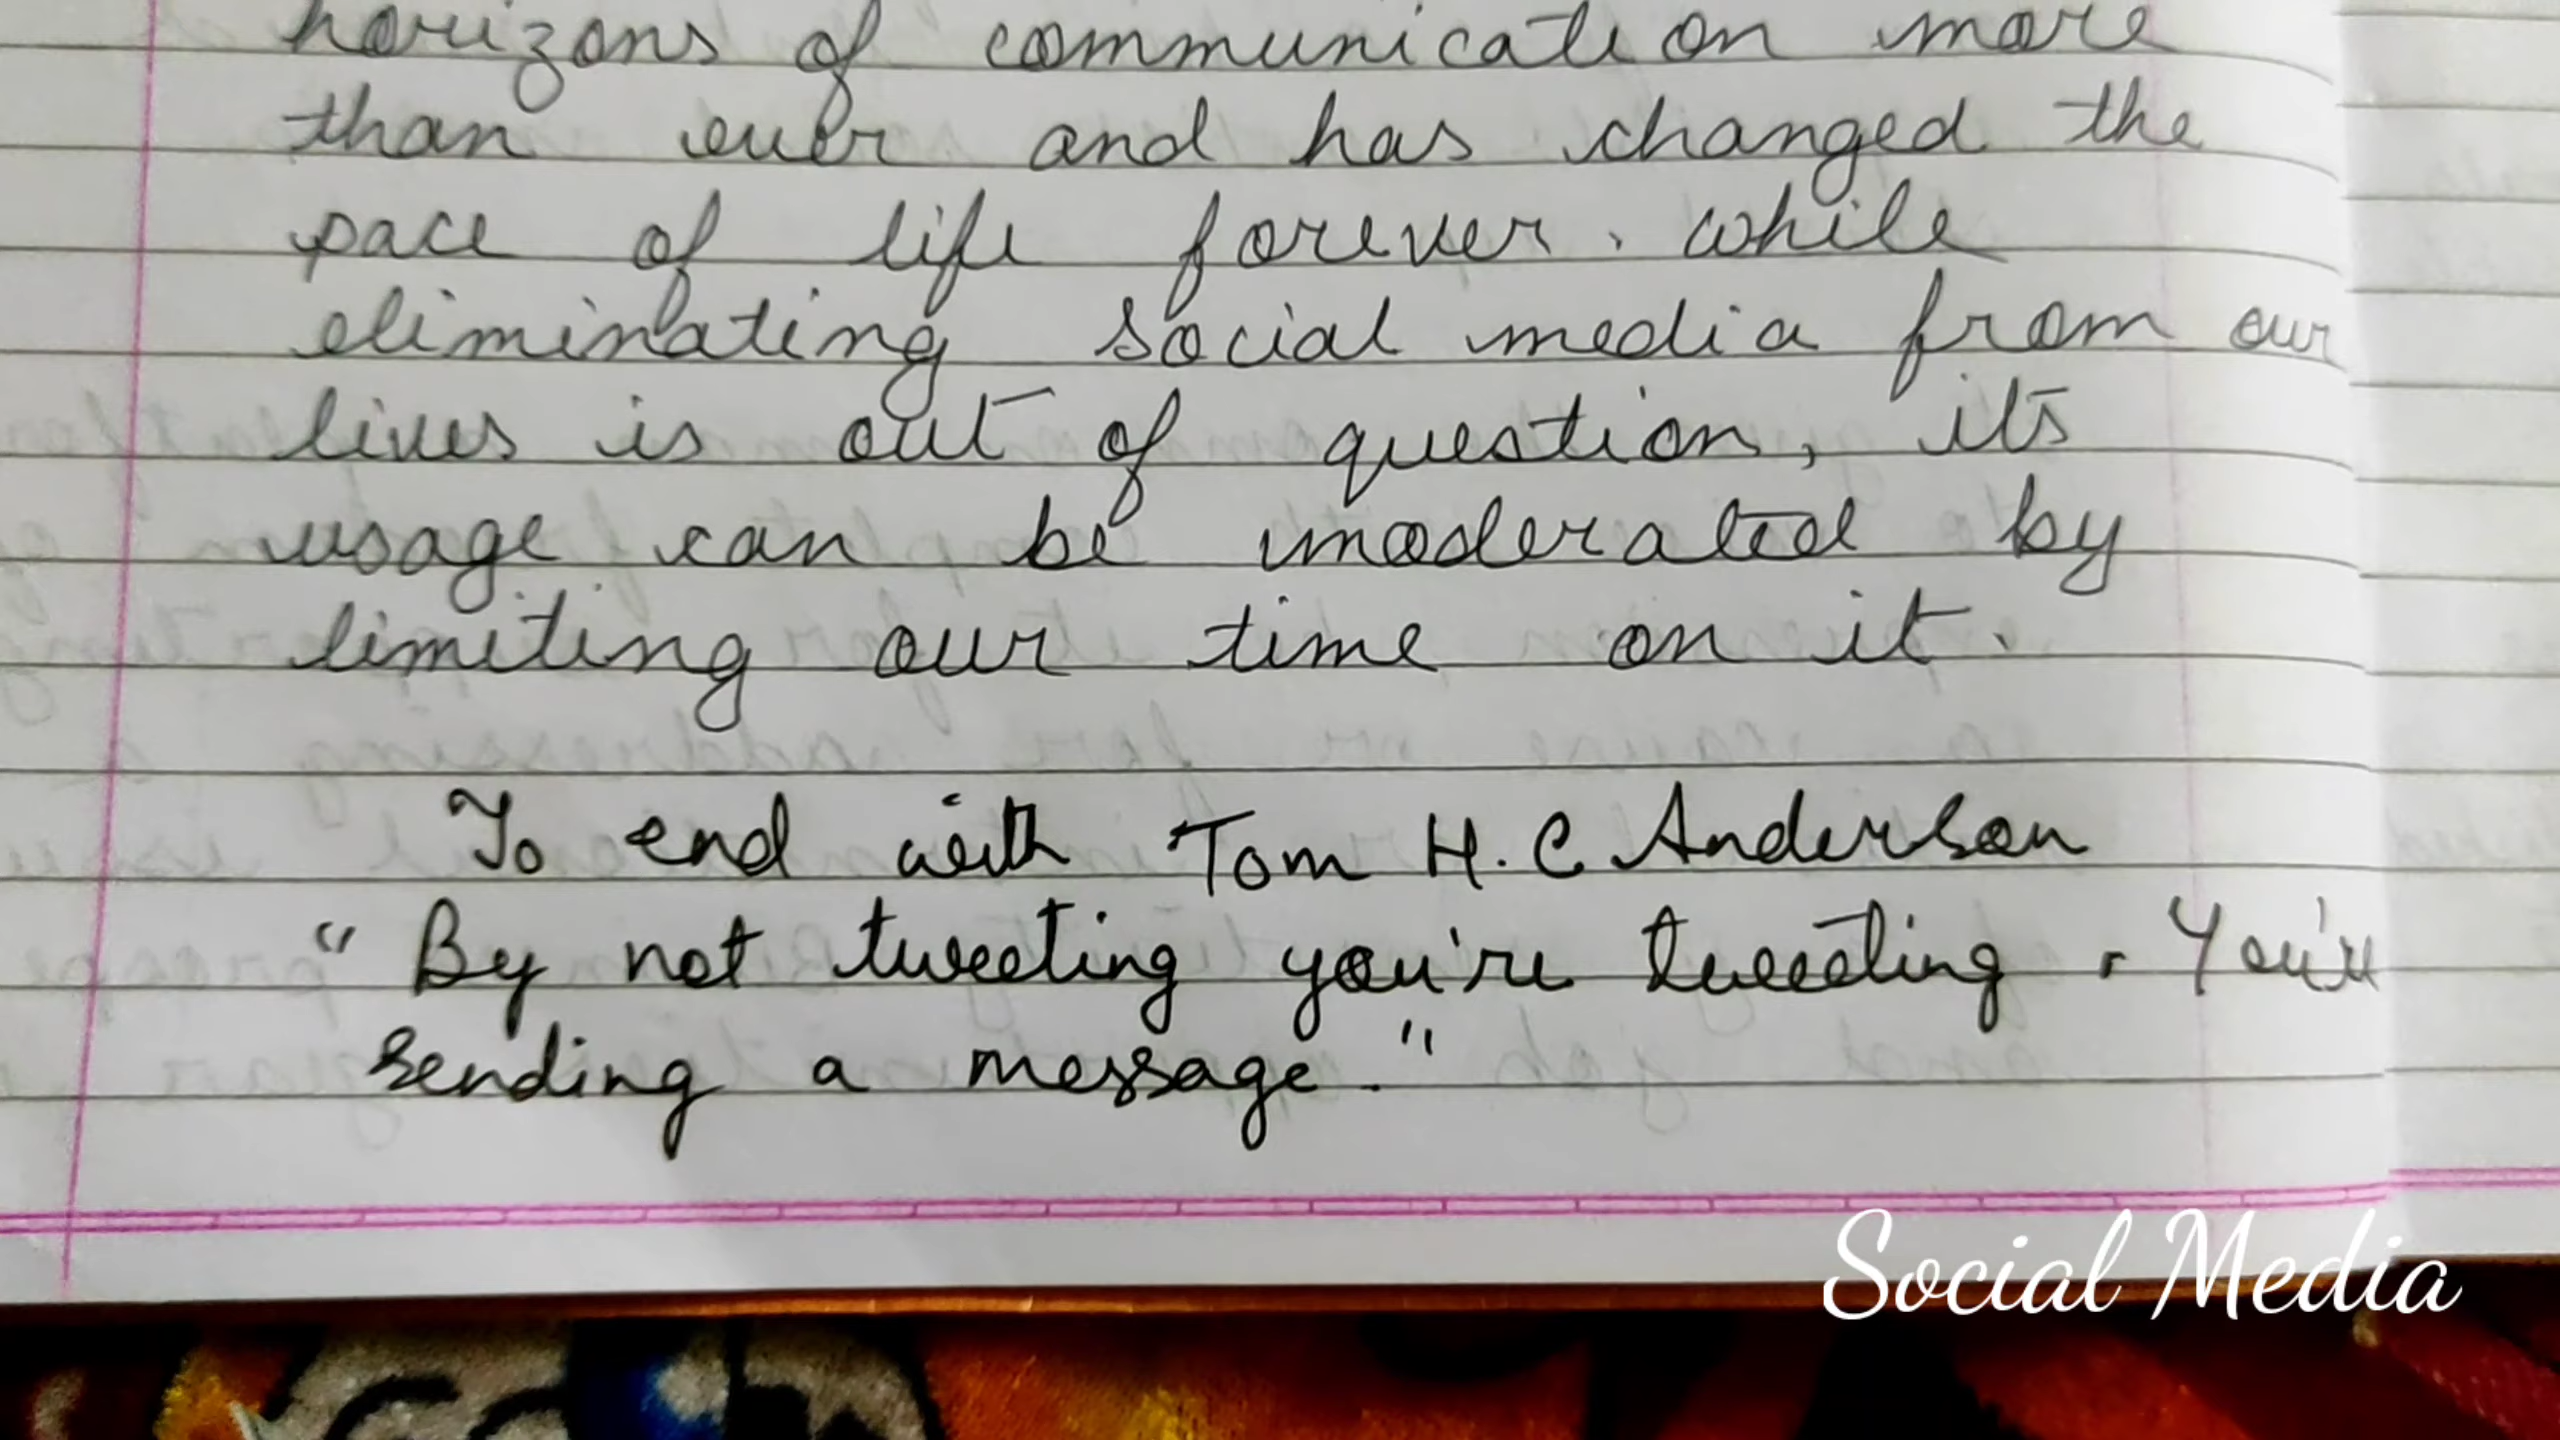 horizons of communication more
than ever and has changed the
pace of life forever. while
eliminating social media from our
lives is out of question, its
usage can be moderated by
limiting our time on it.
To end with Tom H.C Anderson
"By not tweeting you're tweeting. You're
sending a message."
Social Media